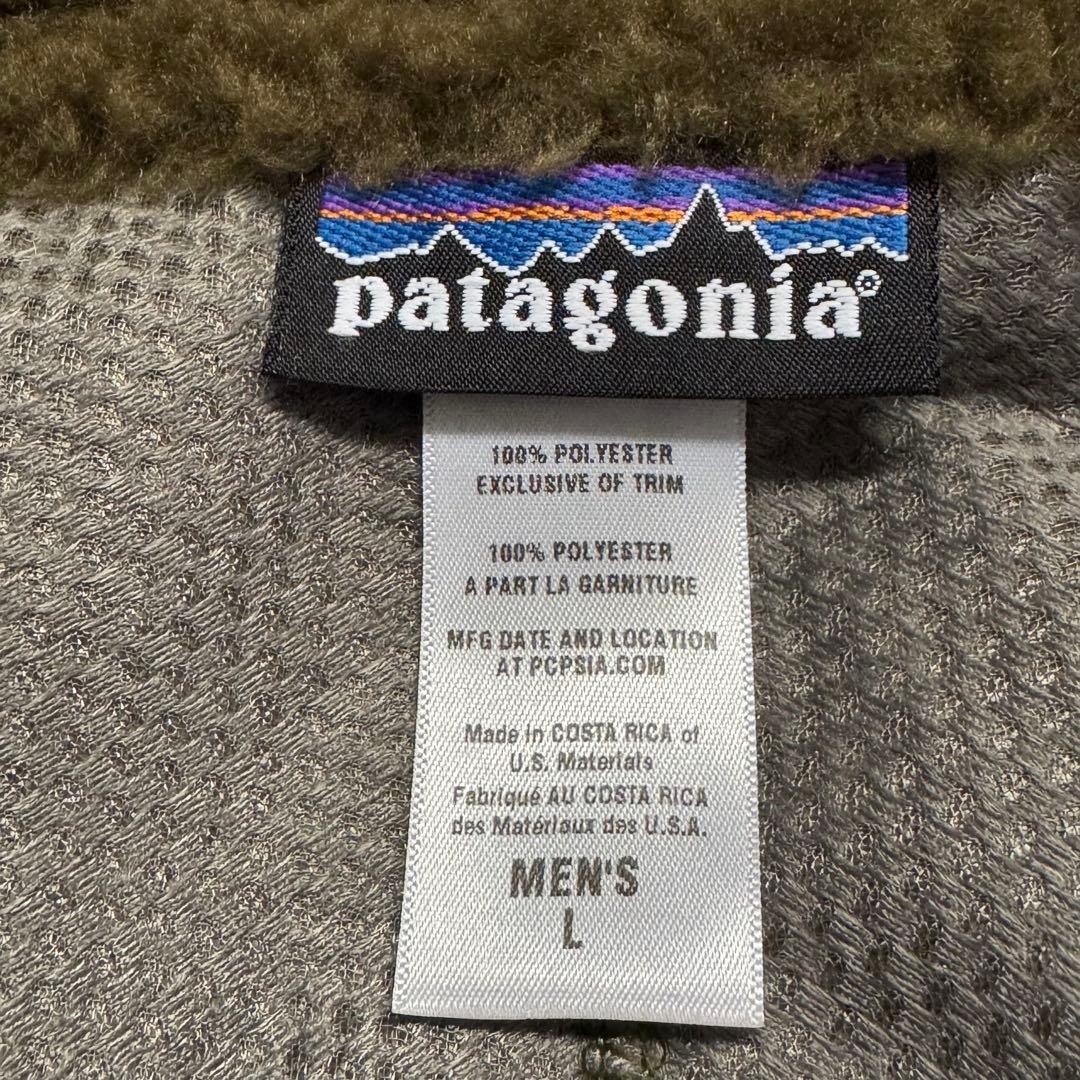 patagonia®
100% POLYESTER
EXCLUSIVE OF TRIM
100% POLYESTER
A PART LA GARNITURE
MFG DATE AND LOCATION
AT PCPSIA.COM
Made in COSTA RICA of
U.S. Materials
Fabriqué AU COSTA RICA
des Matériaux des U.S.A.
MEN'S
L